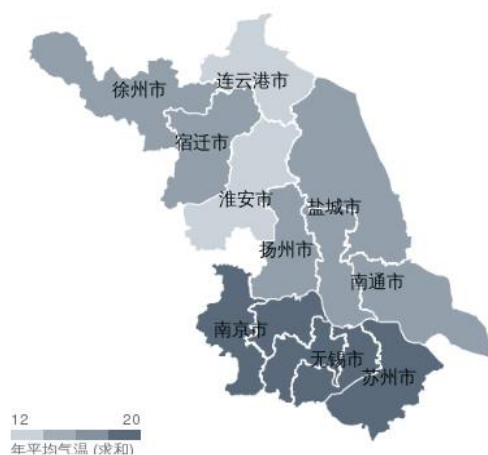 连云港市
徐州市
宿迁市
淮安市
盐城市
扬州市
南通市
南京市
无锡市
苏州市
12 20
年平均气温 (求和)